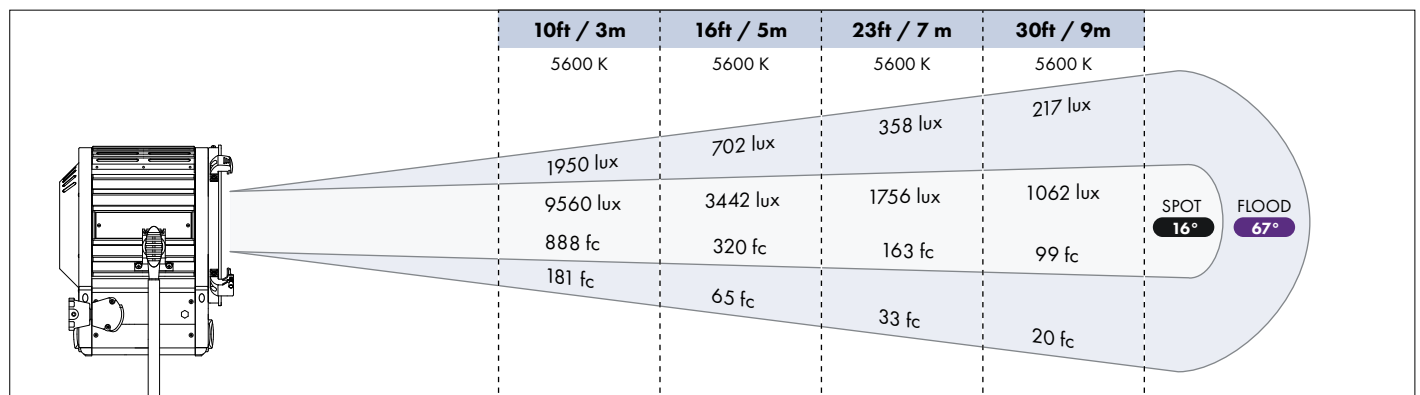 10ft / 3m 16ft / 5m 23ft / 7 m 30ft / 9m
5600 K 5600 K 5600 K 5600 K
1950 lux 702 lux 358 lux 217 lux
9560 lux 3442 lux 1756 lux 1062 lux
SPOT FLOOD
16° 67°
888 fc 320 fc 163 fc 99 fc
181 fc 65 fc 33 fc 20 fc